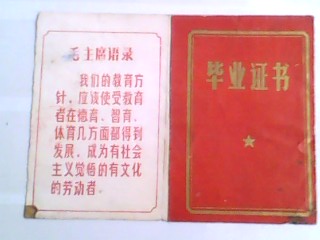 毛主席语录
我们的教育方
针，应该使受教育
者在德育、智育、
体育几方面都得到
发展，成为有社会
主义觉悟的有文化
的劳动者。
毕业证书